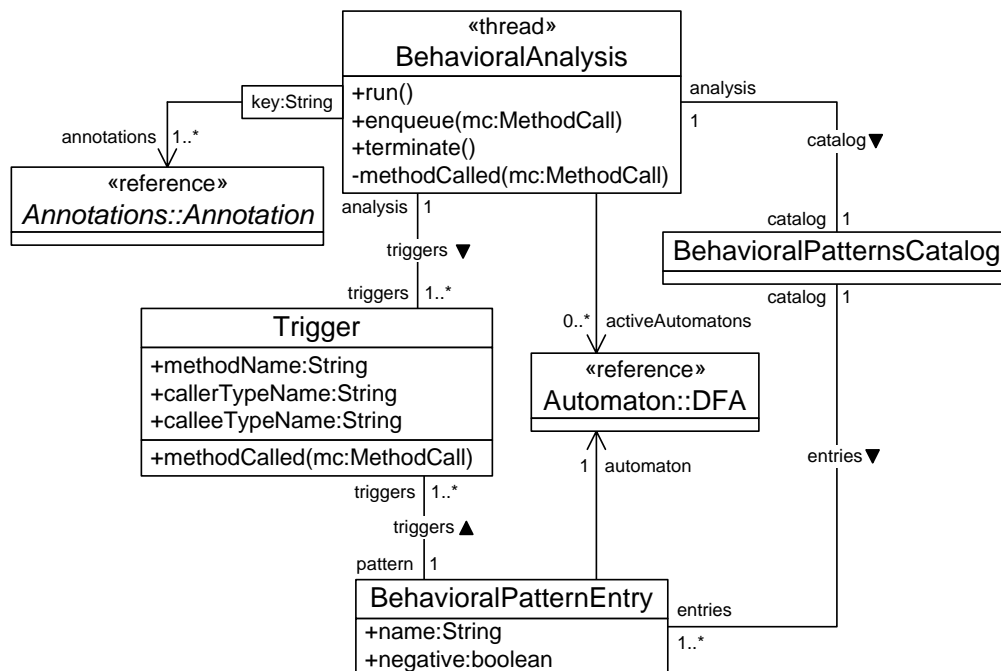 «thread»
BehavioralAnalysis
+run()
+enqueue(mc:MethodCall)
+terminate()
-methodCalled(mc:MethodCall)
key:String
annotations
1..*
«reference»
Annotations::Annotation
analysis
1
catalog▼
catalog
1
BehavioralPatternsCatalog
catalog
1
analysis
1
triggers▼
triggers
1..*
Trigger
+methodName:String
+callerTypeName:String
+calleeTypeName:String
+methodCalled(mc:MethodCall)
0..*
activeAutomatons
«reference»
Automaton::DFA
1
automaton
entries▼
triggers
1..*
triggers▲
pattern
1
BehavioralPatternEntry
+name:String
+negative:boolean
entries
1..*